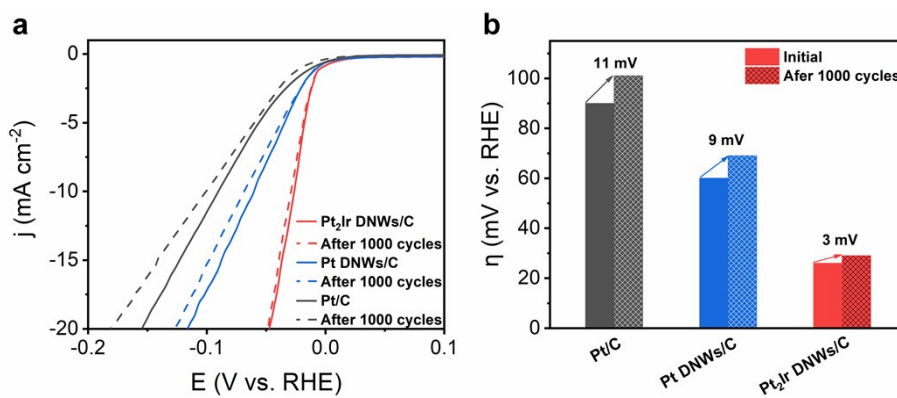 a
j (mA cm⁻²)
0
-5
-10
-15
-20
-0.2
-0.1
0.0
0.1
E (V vs. RHE)
Pt₂Ir DNWs/C
After 1000 cycles
Pt DNWs/C
After 1000 cycles
Pt/C
After 1000 cycles
b
η (mV vs. RHE)
100
80
60
40
20
0
Initial
Afer 1000 cycles
11 mV
9 mV
3 mV
Pt/C
Pt DNWs/C
Pt₂Ir DNWs/C